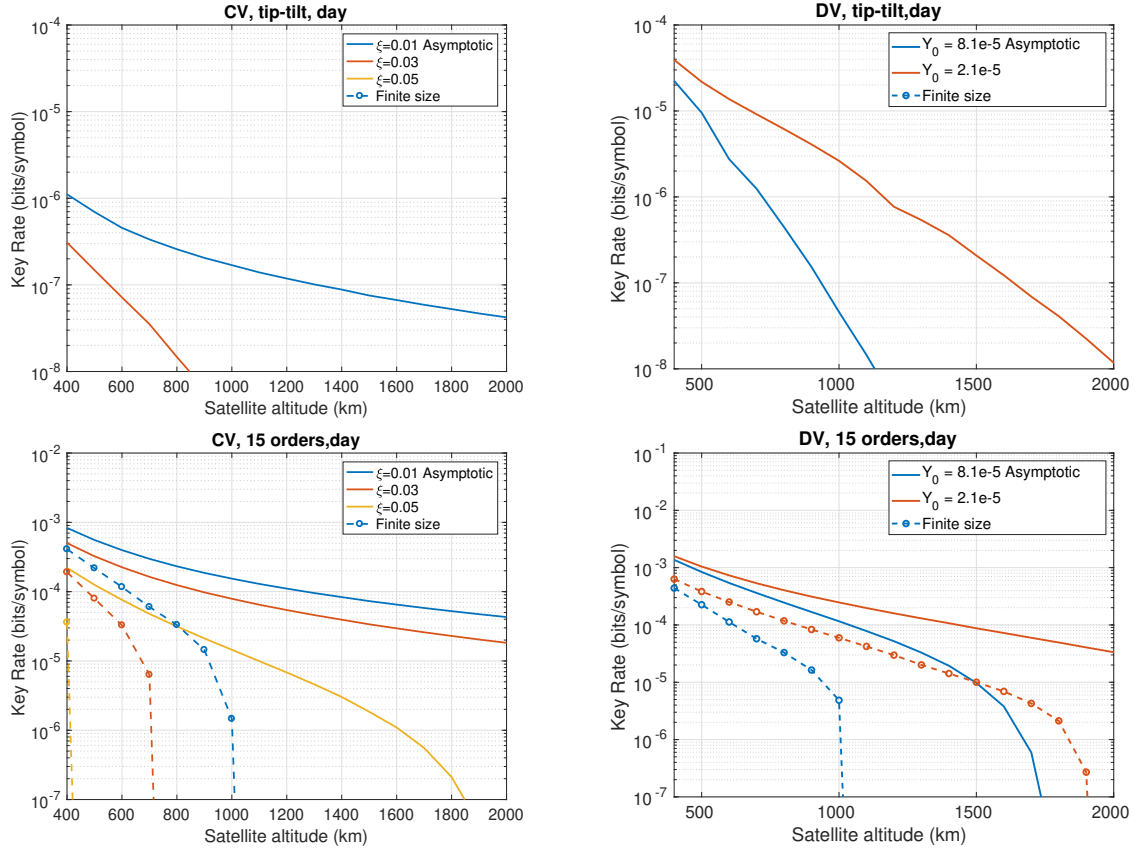 CV, tip-tilt, day
10^-4
10^-5
10^-6
10^-7
10^-8
Key Rate (bits/symbol)
ξ=0.01 Asymptotic
ξ=0.03
ξ=0.05
Finite size
400 600 800 1000 1200 1400 1600 1800 2000
Satellite altitude (km)
DV, tip-tilt,day
10^-4
10^-5
10^-6
10^-7
10^-8
Key Rate (bits/symbol)
Y_0 = 8.1e-5 Asymptotic
Y_0 = 2.1e-5
Finite size
500 1000 1500 2000
Satellite altitude (km)
CV, 15 orders,day
10^-2
10^-3
10^-4
10^-5
10^-6
10^-7
Key Rate (bits/symbol)
ξ=0.01 Asymptotic
ξ=0.03
ξ=0.05
Finite size
400 600 800 1000 1200 1400 1600 1800 2000
Satellite altitude (km)
DV, 15 orders,day
10^-1
10^-2
10^-3
10^-4
10^-5
10^-6
10^-7
Key Rate (bits/symbol)
Y_0 = 8.1e-5 Asymptotic
Y_0 = 2.1e-5
Finite size
500 1000 1500 2000
Satellite altitude (km)